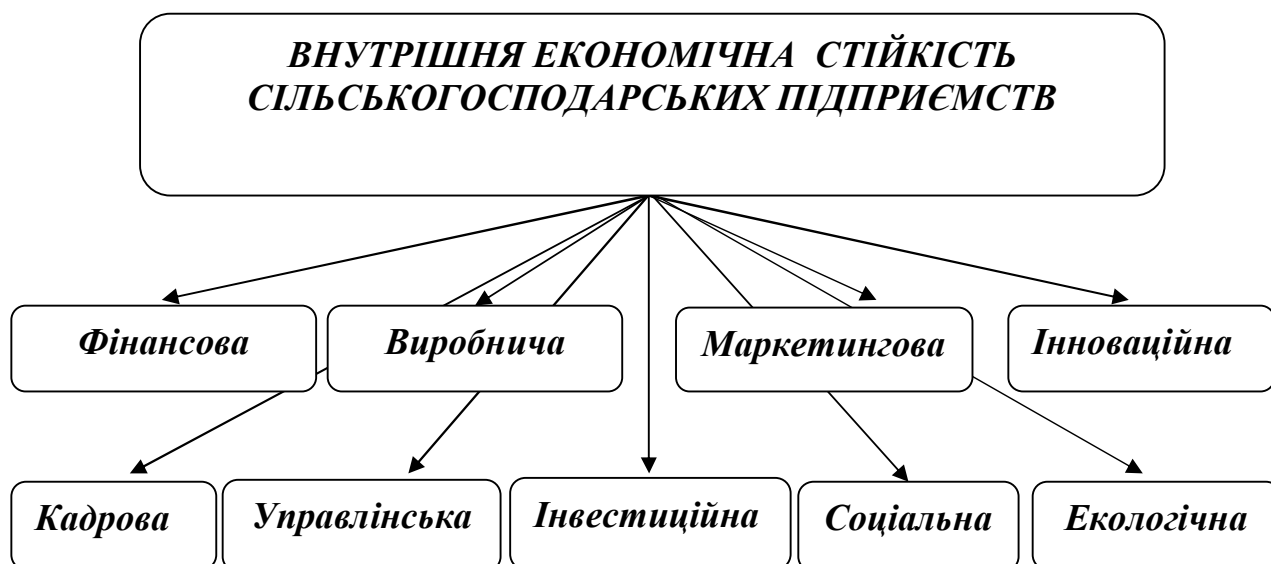 ВНУТРІШНЯ ЕКОНОМІЧНА СТІЙКІСТЬ
СІЛЬСЬКОГОСПОДАРСЬКИХ ПІДПРИЄМСТВ
Фінансова
Виробнича
Маркетингова
Інноваційна
Кадрова
Управлінська
Інвестиційна
Соціальна
Екологічна